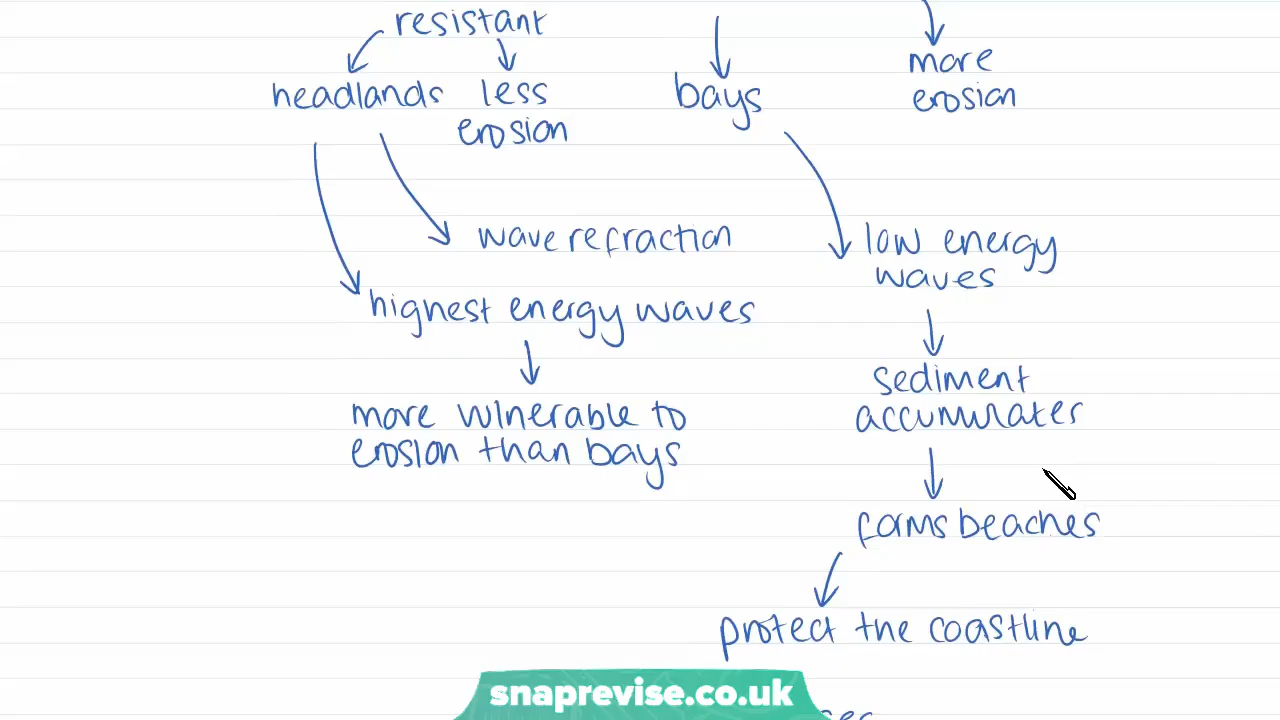 resistant
headlands
less
erosion
bays
more
erosion
wave refraction
highest energy waves
more vulnerable to
erosion than bays
low energy
waves
sediment
accumulates
forms beaches
protect the coastline
snaprevise.co.uk